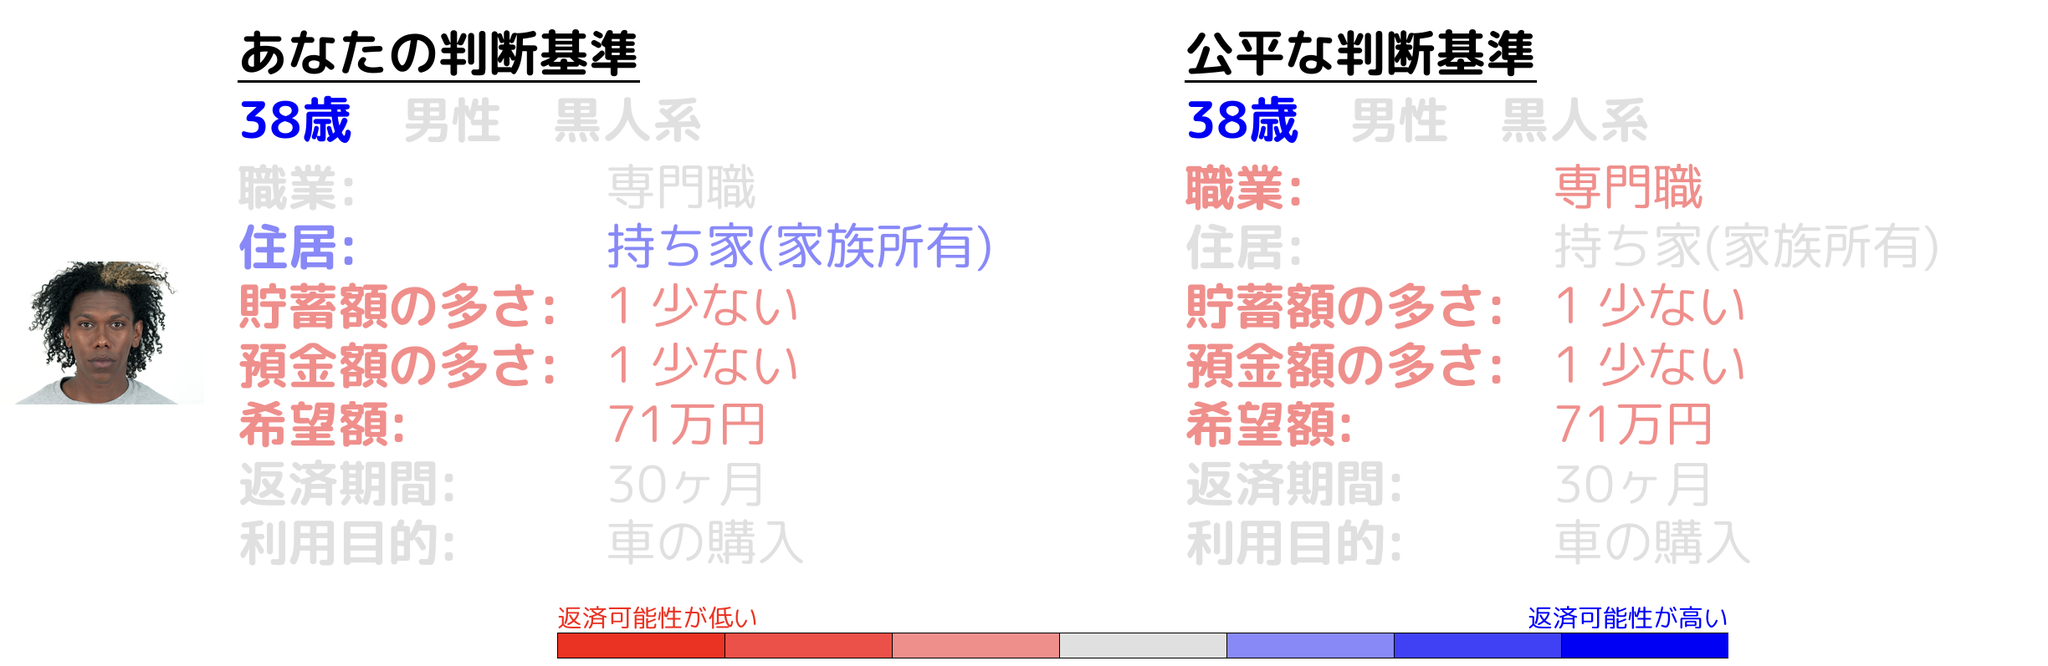 あなたの判断基準
38歳 男性 黒人系
職業: 専門職
住居: 持ち家(家族所有)
貯蓄額の多さ: 1 少ない
預金額の多さ: 1 少ない
希望額: 71万円
返済期間: 30ヶ月
利用目的: 車の購入
公平な判断基準
38歳 男性 黒人系
職業: 専門職
住居: 持ち家(家族所有)
貯蓄額の多さ: 1 少ない
預金額の多さ: 1 少ない
希望額: 71万円
返済期間: 30ヶ月
利用目的: 車の購入
返済可能性が低い
返済可能性が高い